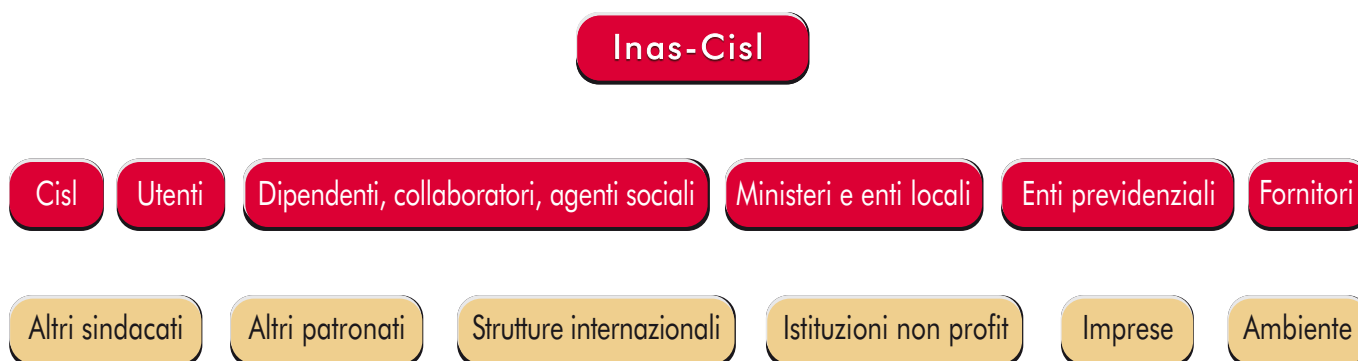 Inas-Cisl
Cisl Utenti Dipendenti, collaboratori, agenti sociali Ministeri e enti locali Enti previdenziali Fornitori
Altri sindacati Altri patronati Strutture internazionali Istituzioni non profit Imprese Ambiente